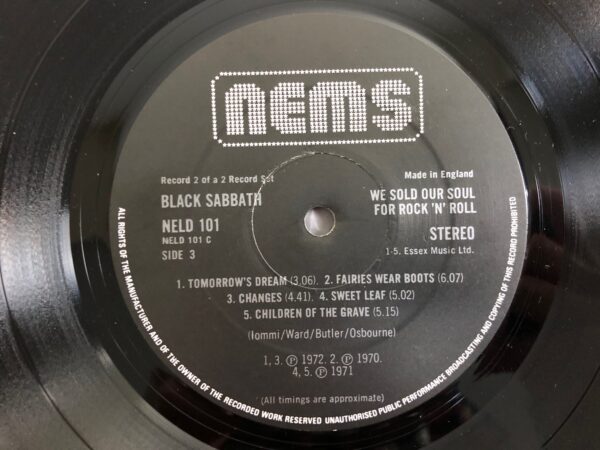 nems
Record 2 of a 2 Record Set
Made in England
BLACK SABBATH
WE SOLD OUR SOUL
FOR ROCK 'N' ROLL
NELD 101
NELD 101 C
STEREO
SIDE 3
1-5. Essex Music Ltd.
1. TOMORROW'S DREAM (3.06). 2. FAIRIES WEAR BOOTS (6.07)
3. CHANGES (4.41). 4. SWEET LEAF (5.02)
5. CHILDREN OF THE GRAVE (5.15)
(Iommi/Ward/Butler/Osbourne)
1, 3. ℗ 1972. 2. ℗ 1970.
4, 5. ℗ 1971
(All timings are approximate)
ALL RIGHTS OF THE MANUFACTURER AND OF THE OWNER OF THE RECORDED WORK RESERVED UNAUTHORISED PUBLIC PERFORMANCE BROADCASTING AND COPYING OF THIS RECORD PROHIBITED